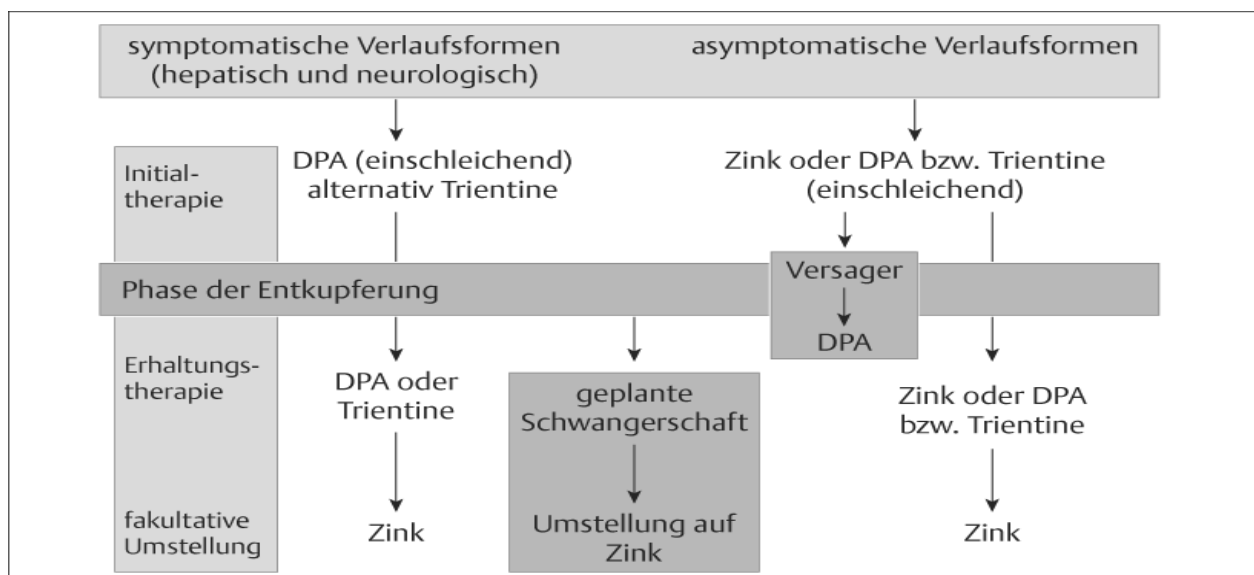 symptomatische Verlaufsformen
(hepatisch und neurologisch)
asymptomatische Verlaufsformen
Initial-
therapie
DPA (einschleichend)
alternativ Trientine
Zink oder DPA bzw. Trientine
(einschleichend)
Phase der Entkupferung
Versager
DPA
Erhaltungs-
therapie
DPA oder
Trientine
geplante
Schwangerschaft
Zink oder DPA
bzw. Trientine
fakultative
Umstellung
Zink
Umstellung auf
Zink
Zink